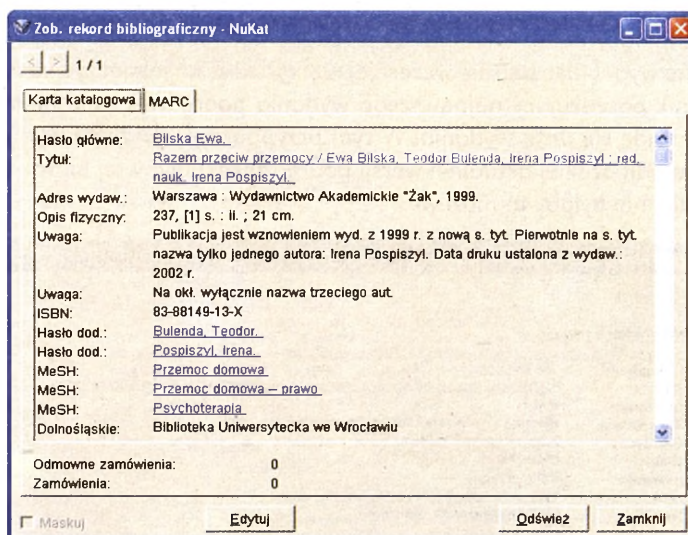 Zob. rekord bibliograficzny - NuKat
< > 1 / 1
Karta katalogowa MARC
Hasło główne: Bilska Ewa.
Tytuł: Razem przeciw przemocy / Ewa Bilska, Teodor Bulenda, Irena Pospiszyl ; red.
nauk. Irena Pospiszyl.
Adres wydaw.: Warszawa : Wydawnictwo Akademickie "Żak", 1999.
Opis fizyczny: 237, [1] s. : il. ; 21 cm.
Uwaga: Publikacja jest wznowieniem wyd. z 1999 r. z nową s. tyt. Pierwotnie na s. tyt.
nazwa tylko jednego autora: Irena Pospiszyl. Data druku ustalona z wydaw.:
2002 r.
Uwaga: Na okł. wyłącznie nazwa trzeciego aut.
ISBN: 83-88149-13-X
Hasło dod.: Bulenda, Teodor.
Hasło dod.: Pospiszyl, Irena.
MeSH: Przemoc domowa
MeSH: Przemoc domowa -- prawo
MeSH: Psychoterapia
Dolnośląskie: Biblioteka Uniwersytecka we Wrocławiu
Odmowne zamówienia: 0
Zamówienia: 0
Maskuj Edytuj Odśwież Zamknij